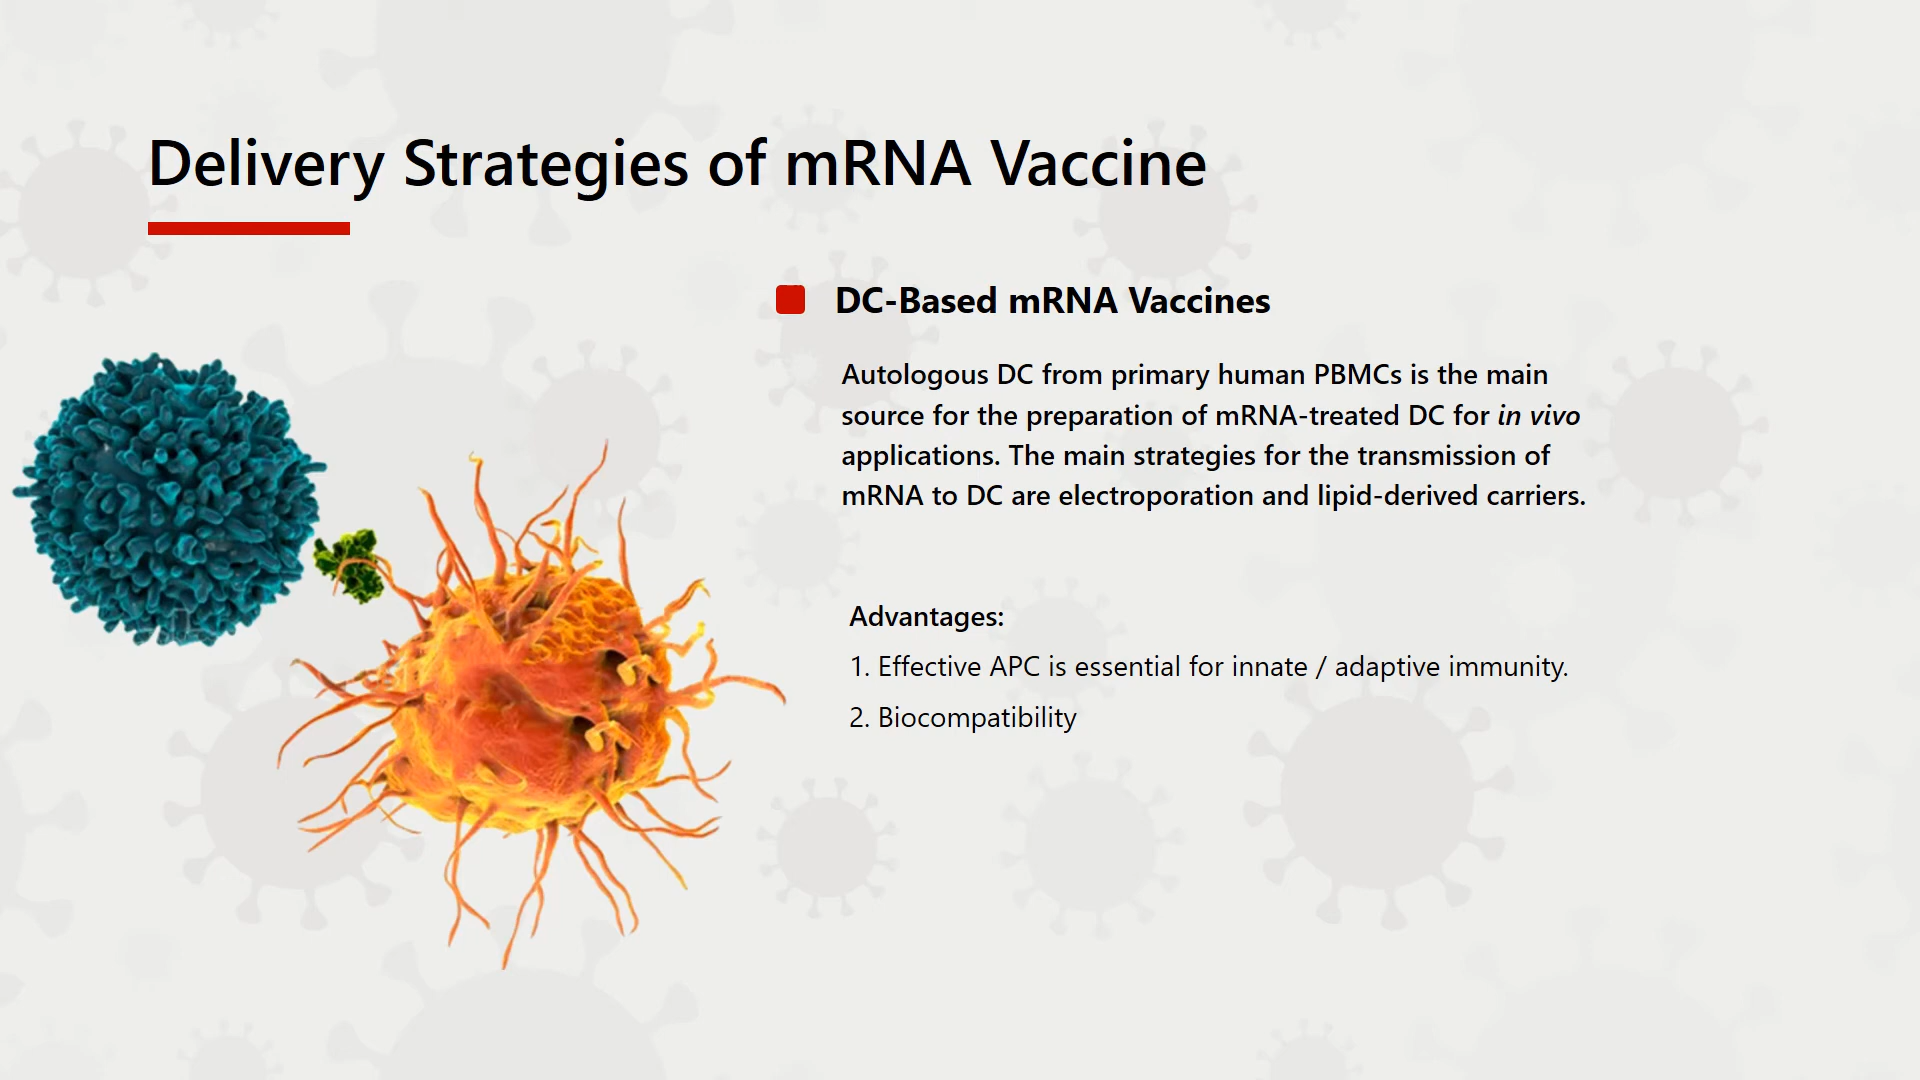 Delivery Strategies of mRNA Vaccine
DC-Based mRNA Vaccines
Autologous DC from primary human PBMCs is the main
source for the preparation of mRNA-treated DC for in vivo
applications. The main strategies for the transmission of
mRNA to DC are electroporation and lipid-derived carriers.
Advantages:
1. Effective APC is essential for innate / adaptive immunity.
2. Biocompatibility